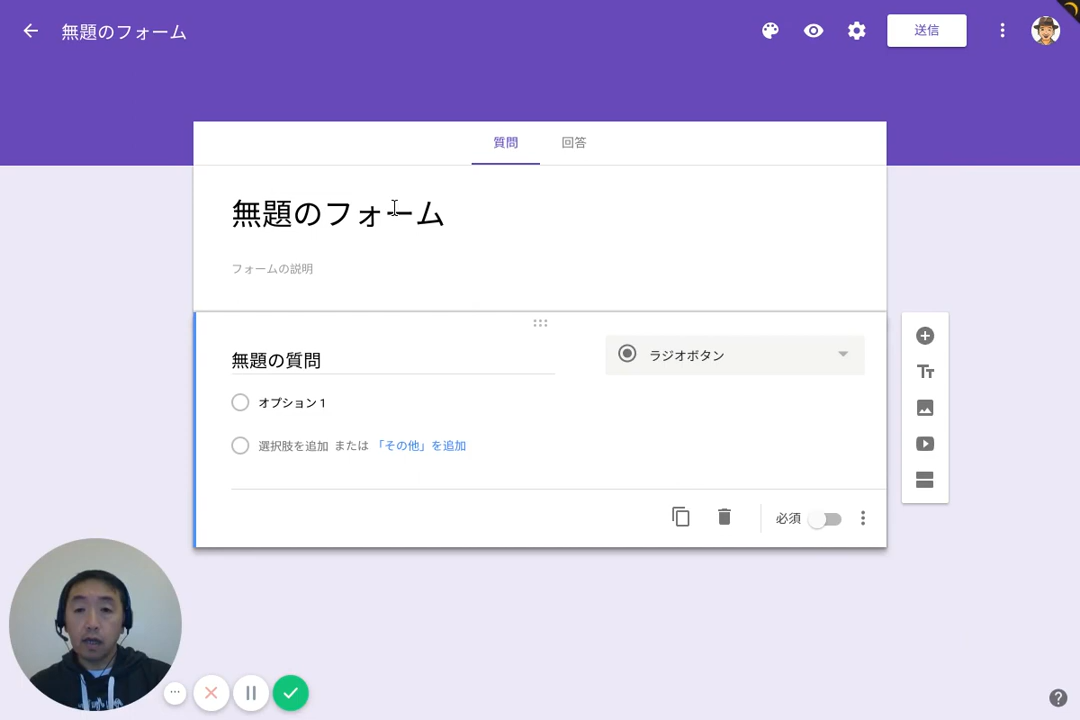 無題のフォーム
送信
質問
回答
無題のフォーム
フォームの説明
無題の質問
ラジオボタン
オプション 1
選択肢を追加 または 「その他」を追加
必須